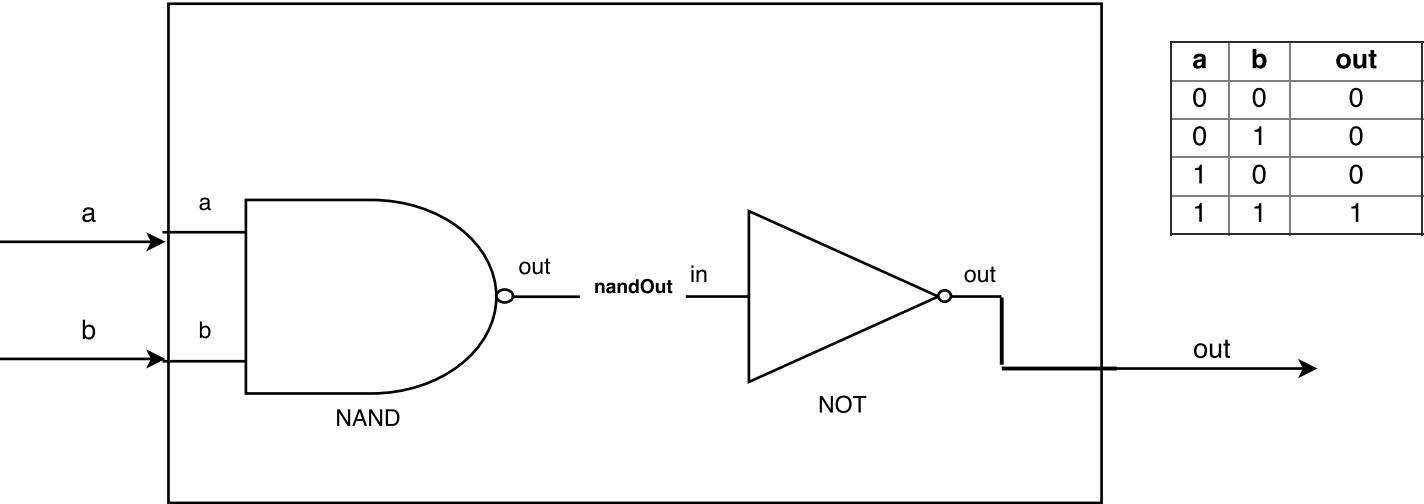 a
b
a
b
out
nandOut
in
out
NAND
NOT
out
a b out
0 0 0
0 1 0
1 0 0
1 1 1